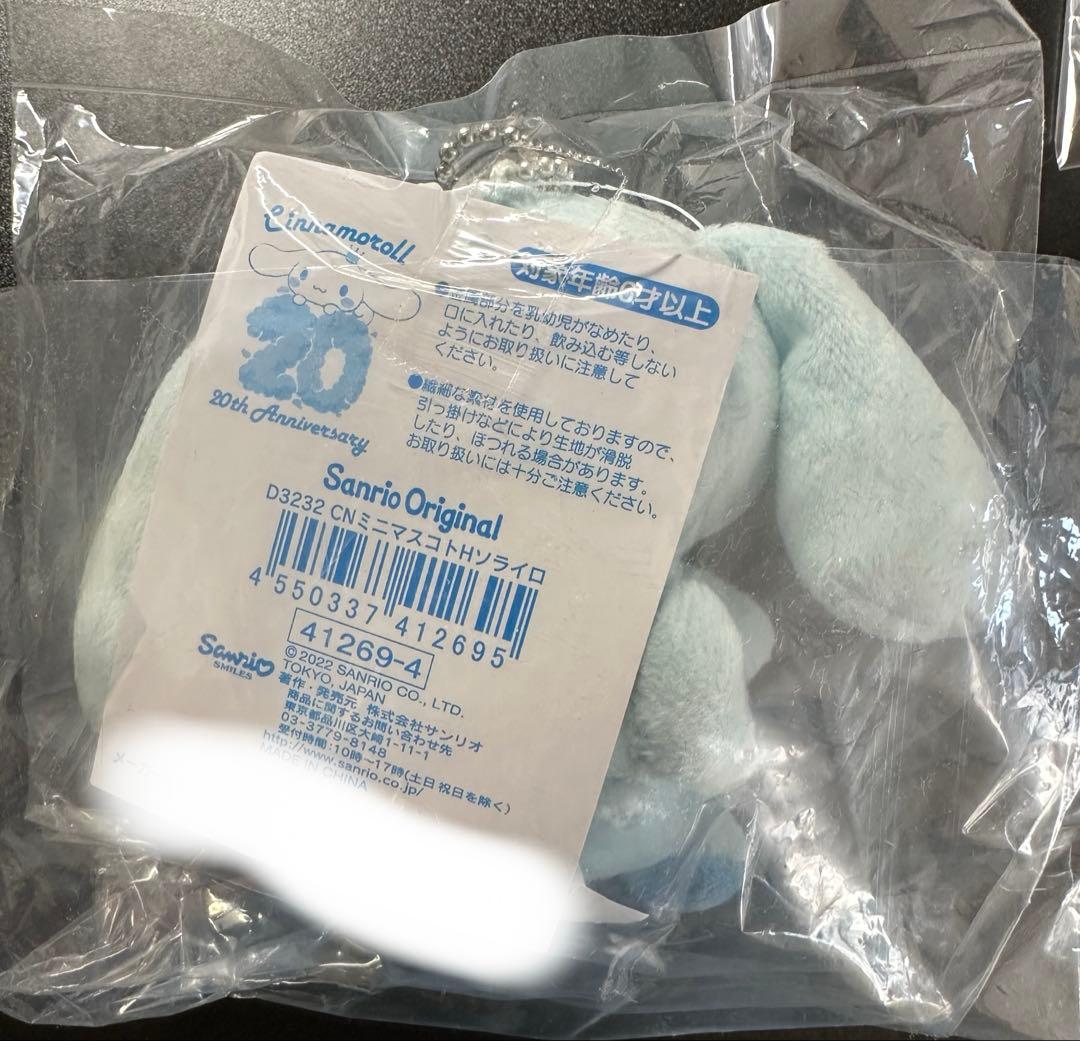 Cinnamoroll
20
20th Anniversary
対象年齢6才以上
●金属部分を乳幼児がなめたり、
口に入れたり、飲み込む等しない
ようにお取り扱いに注意して
ください。
●繊細な素材を使用しておりますので、
引っ掛けなどにより生地が滑脱
したり、ほつれる場合があります。
お取り扱いには十分ご注意ください。
Sanrio Original
D3232 CNミニマスコトHソライロ
4 550337 412695
41269-4
Sanrio
SMILES
©2022 SANRIO CO., LTD.
TOKYO, JAPAN
著作・発売元 株式会社サンリオ
商品に関するお問い合わせ先
東京都品川区大崎1-11-1
03-3779-8148
受付時間:10時~17時(土日祝日を除く)
http://www.sanrio.co.jp/
MADE IN CHINA